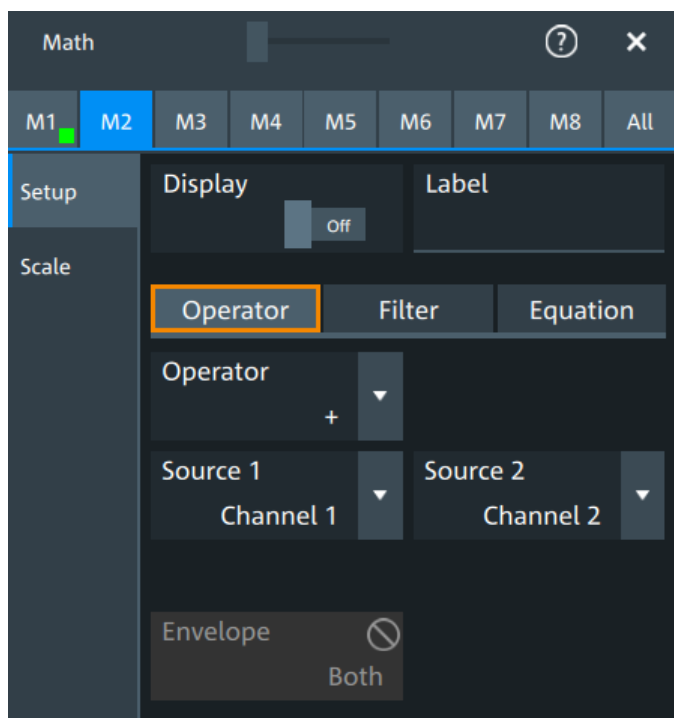 Math ?
M1 M2 M3 M4 M5 M6 M7 M8 All
Setup
Scale
Display
Off
Label
Operator Filter Equation
Operator
+
Source 1
Channel 1
Source 2
Channel 2
Envelope
Both